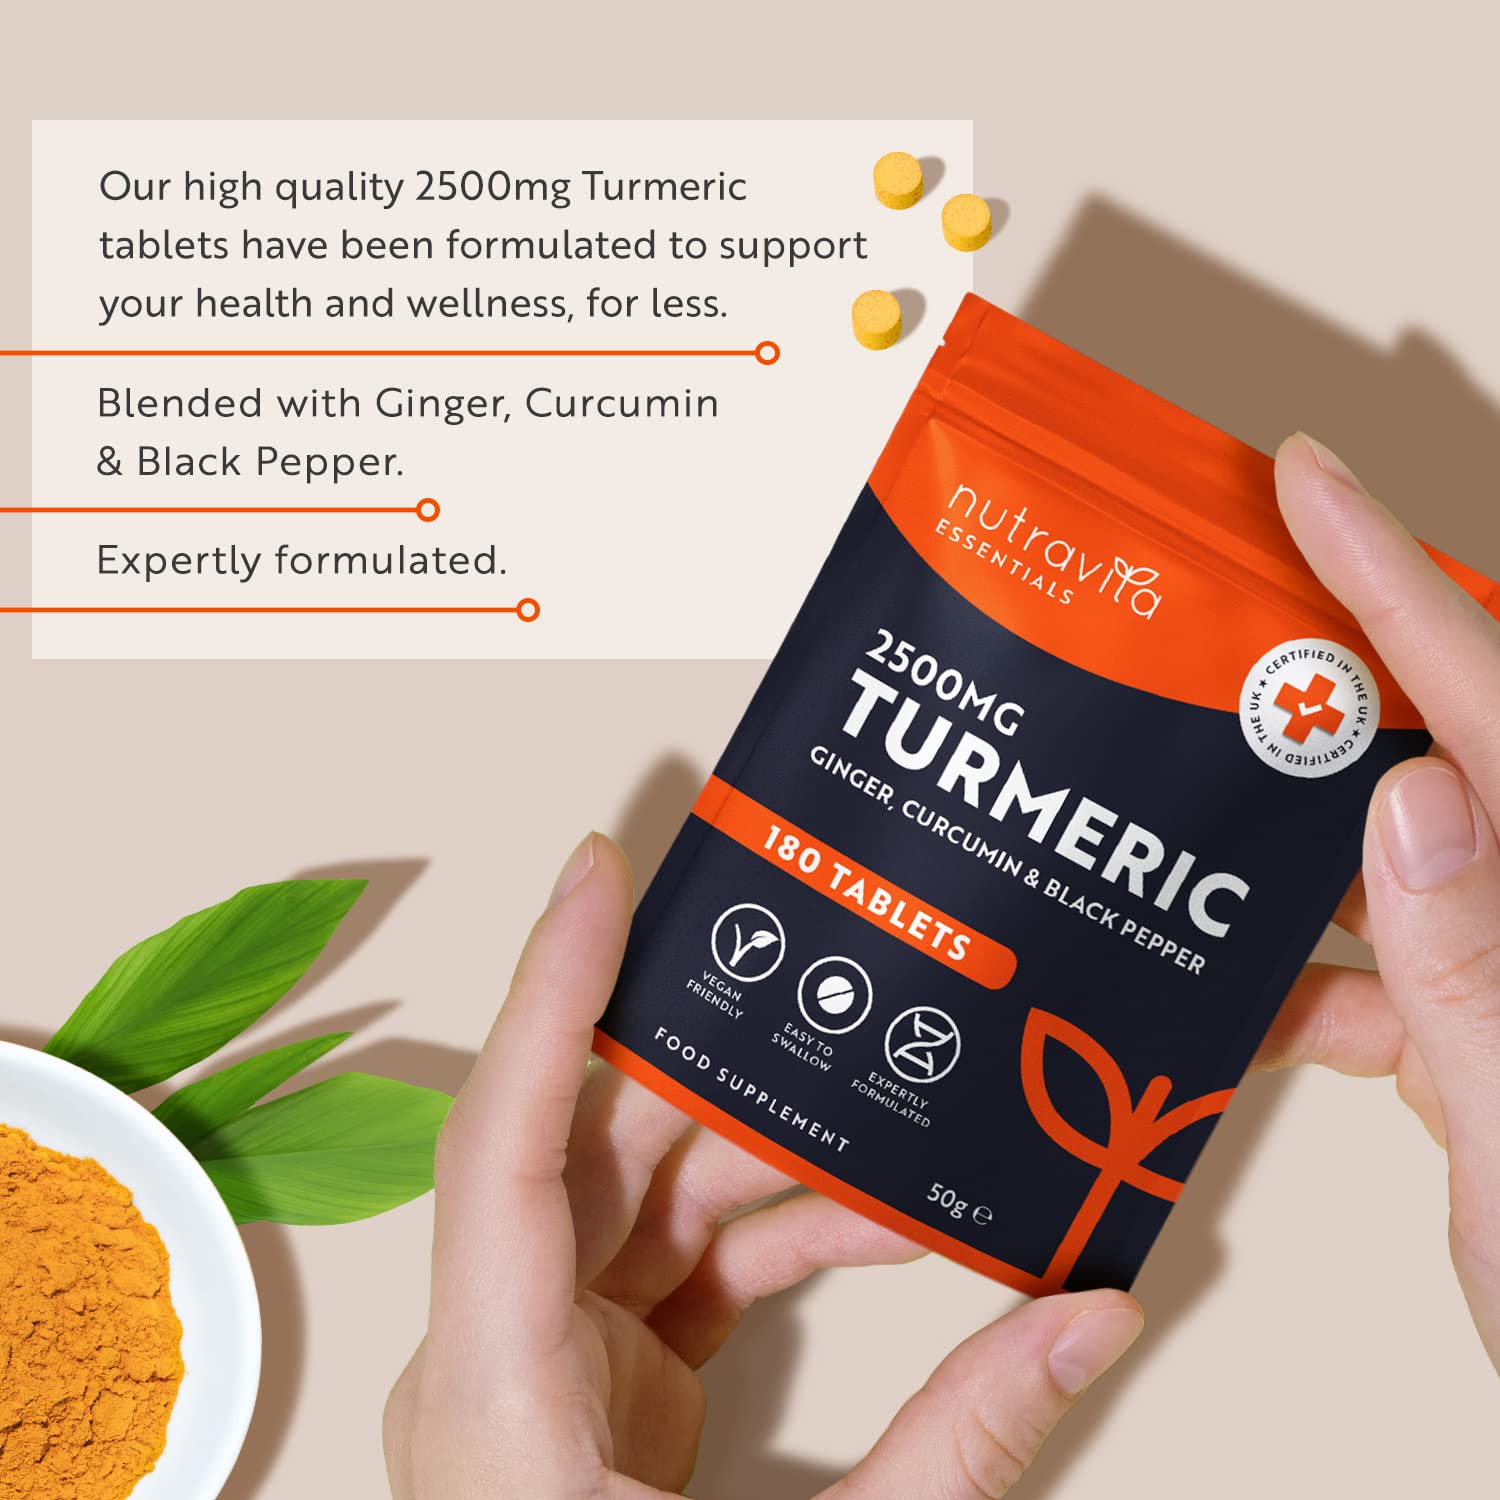 Our high quality 2500mg Turmeric
tablets have been formulated to support
your health and wellness, for less.
Blended with Ginger, Curcumin
& Black Pepper.
Expertly formulated.
nutravita
ESSENTIALS
CERTIFIED IN THE UK ★ CERTIFIED IN THE UK ★
2500MG
TURMERIC
GINGER, CURCUMIN & BLACK PEPPER
180 TABLETS
VEGAN
FRIENDLY
EASY TO
SWALLOW
EXPERTLY
FORMULATED
FOOD SUPPLEMENT
50g ℮